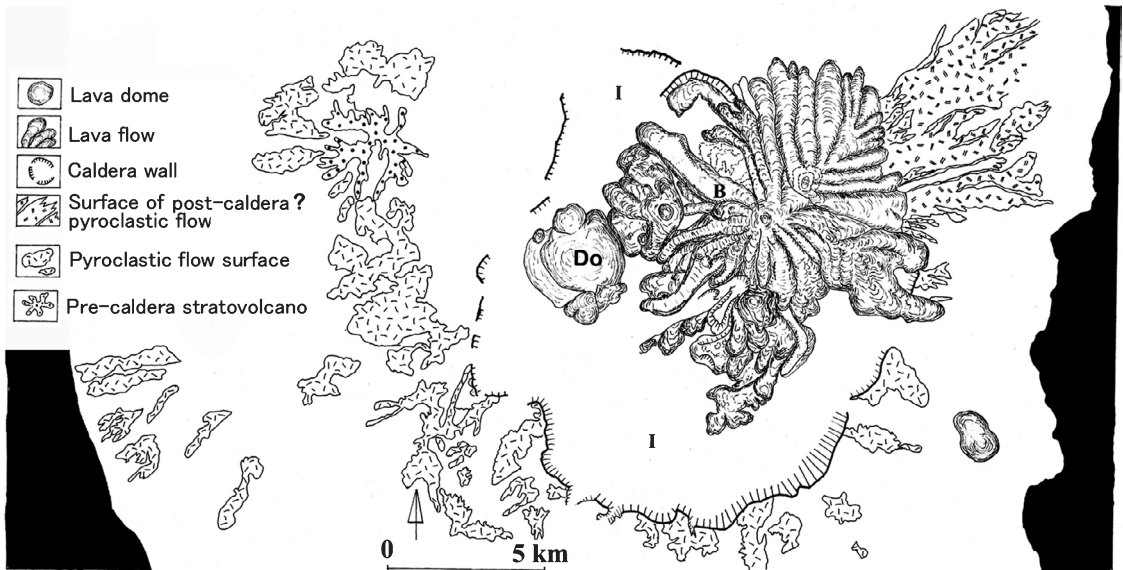 Lava dome
Lava flow
Caldera wall
Surface of post-caldera?
pyroclastic flow
Pyroclastic flow surface
Pre-caldera stratovolcano
I
B
Do
I
0
5 km